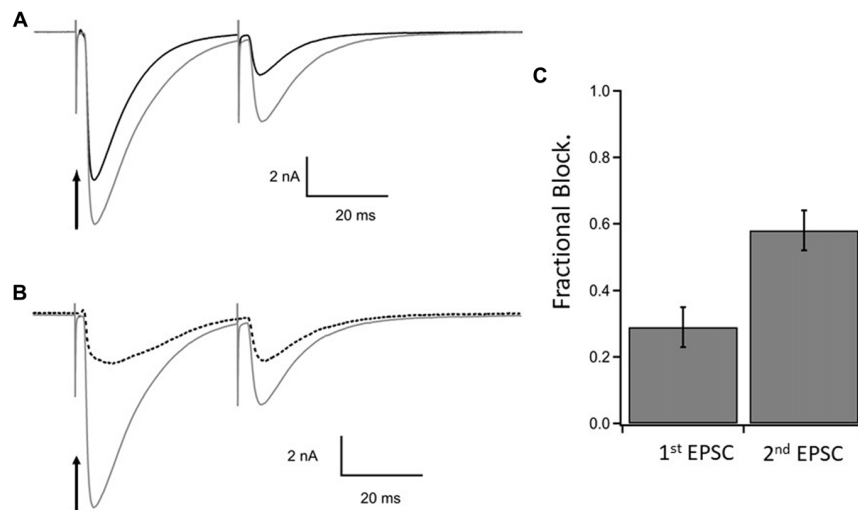 A
2 nA
20 ms
B
2 nA
20 ms
C
Fractional Block.
1.0
0.8
0.6
0.4
0.2
0.0
1st EPSC
2nd EPSC